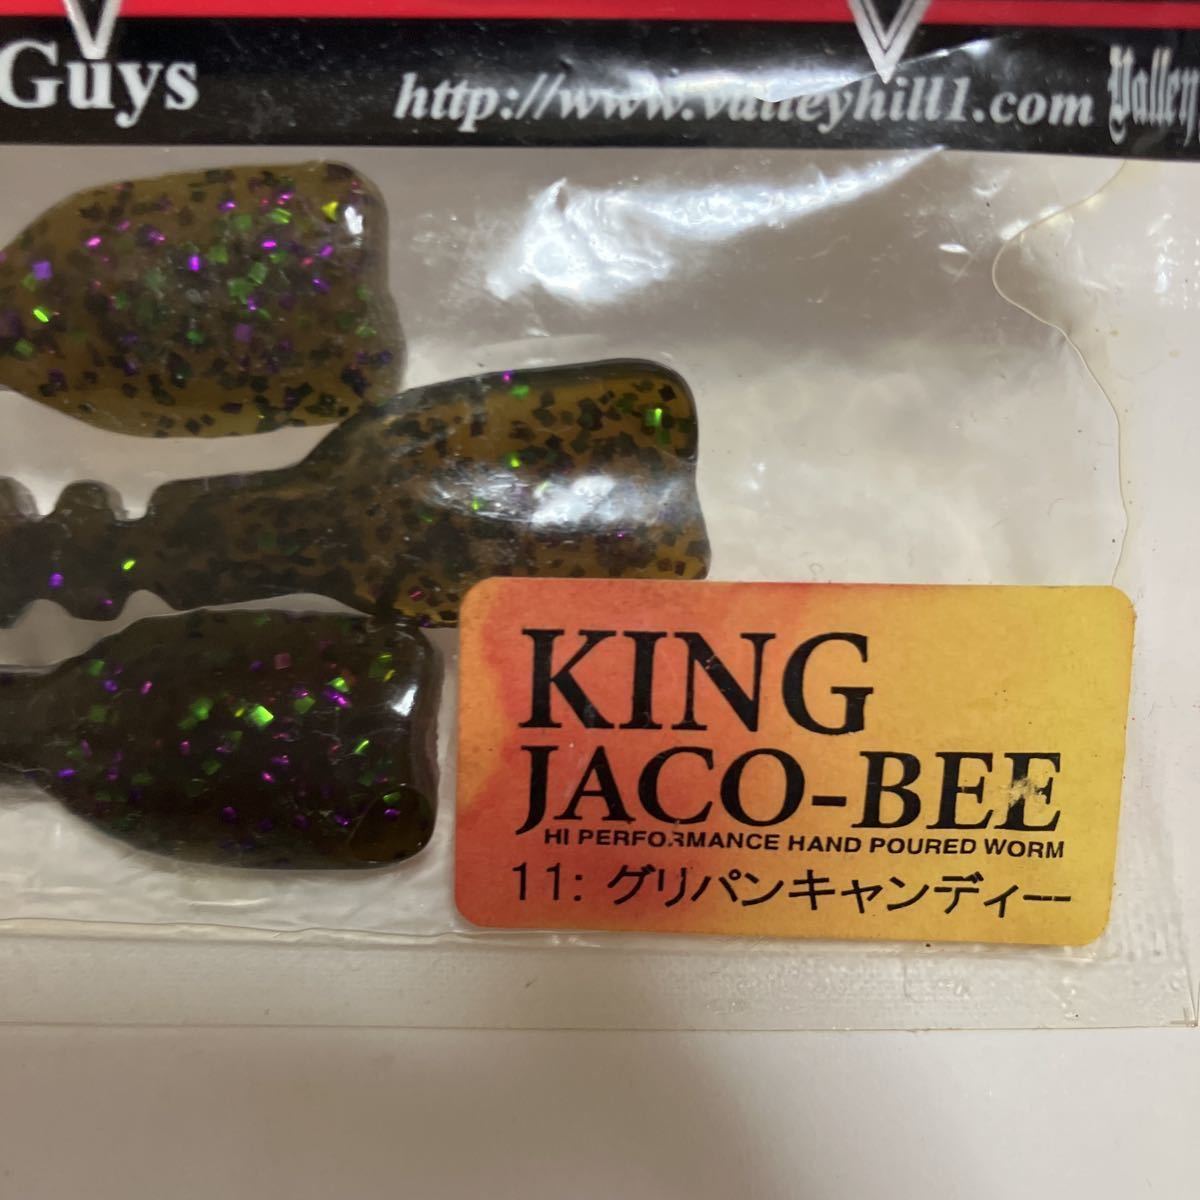 Guys
http://www.valleyhill1.com
Valley
KING
JACO-BEE
HI PERFORMANCE HAND POURED WORM
11: グリパンキャンディー